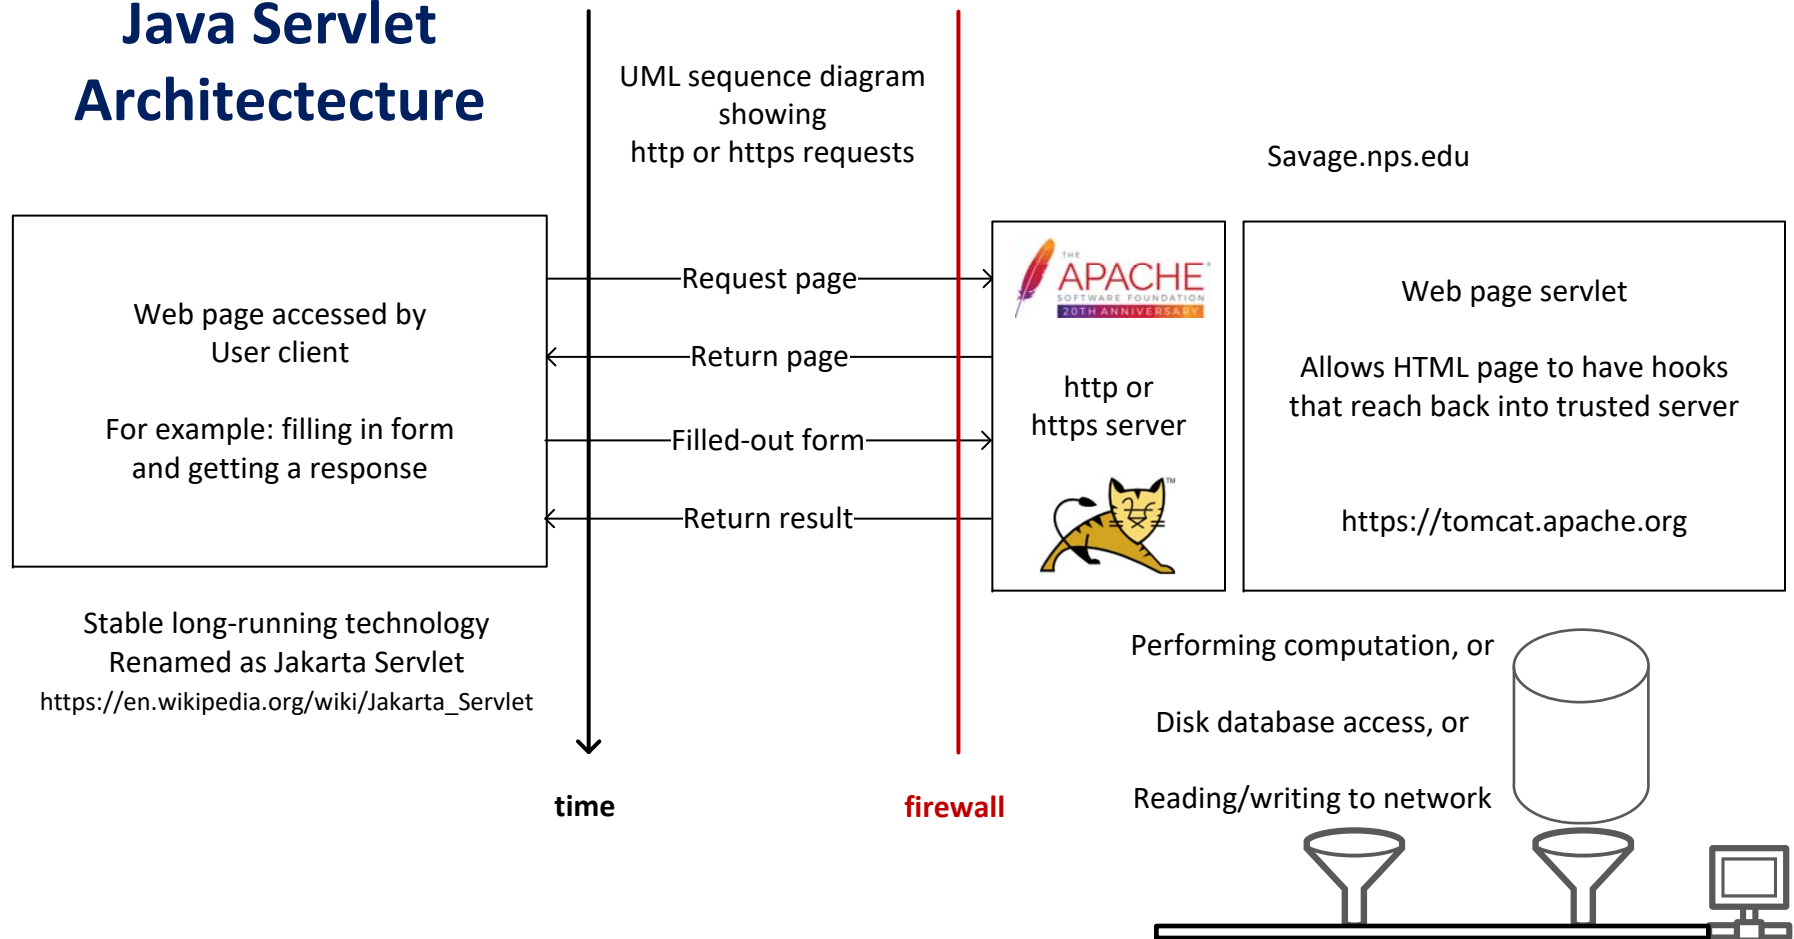 Java Servlet
Architectecture
UML sequence diagram
showing
http or https requests
Savage.nps.edu
Web page accessed by
User client
For example: filling in form
and getting a response
Request page
Return page
Filled-out form
Return result
THE
APACHE®
SOFTWARE FOUNDATION
20TH ANNIVERSARY
http or
https server
TM
Web page servlet
Allows HTML page to have hooks
that reach back into trusted server
https://tomcat.apache.org
Stable long-running technology
Renamed as Jakarta Servlet
https://en.wikipedia.org/wiki/Jakarta_Servlet
time
firewall
Performing computation, or
Disk database access, or
Reading/writing to network